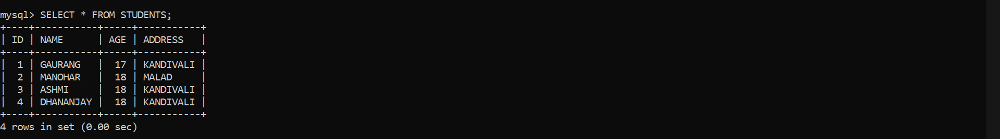 mysql> SELECT * FROM STUDENTS;
+----+-----------+-----+-----------+
| ID | NAME      | AGE | ADDRESS   |
+----+-----------+-----+-----------+
|  1 | GAURANG   |  17 | KANDIVALI |
|  2 | MANOHAR   |  18 | MALAD     |
|  3 | ASHMI     |  18 | KANDIVALI |
|  4 | DHANANJAY |  18 | KANDIVALI |
+----+-----------+-----+-----------+
4 rows in set (0.00 sec)